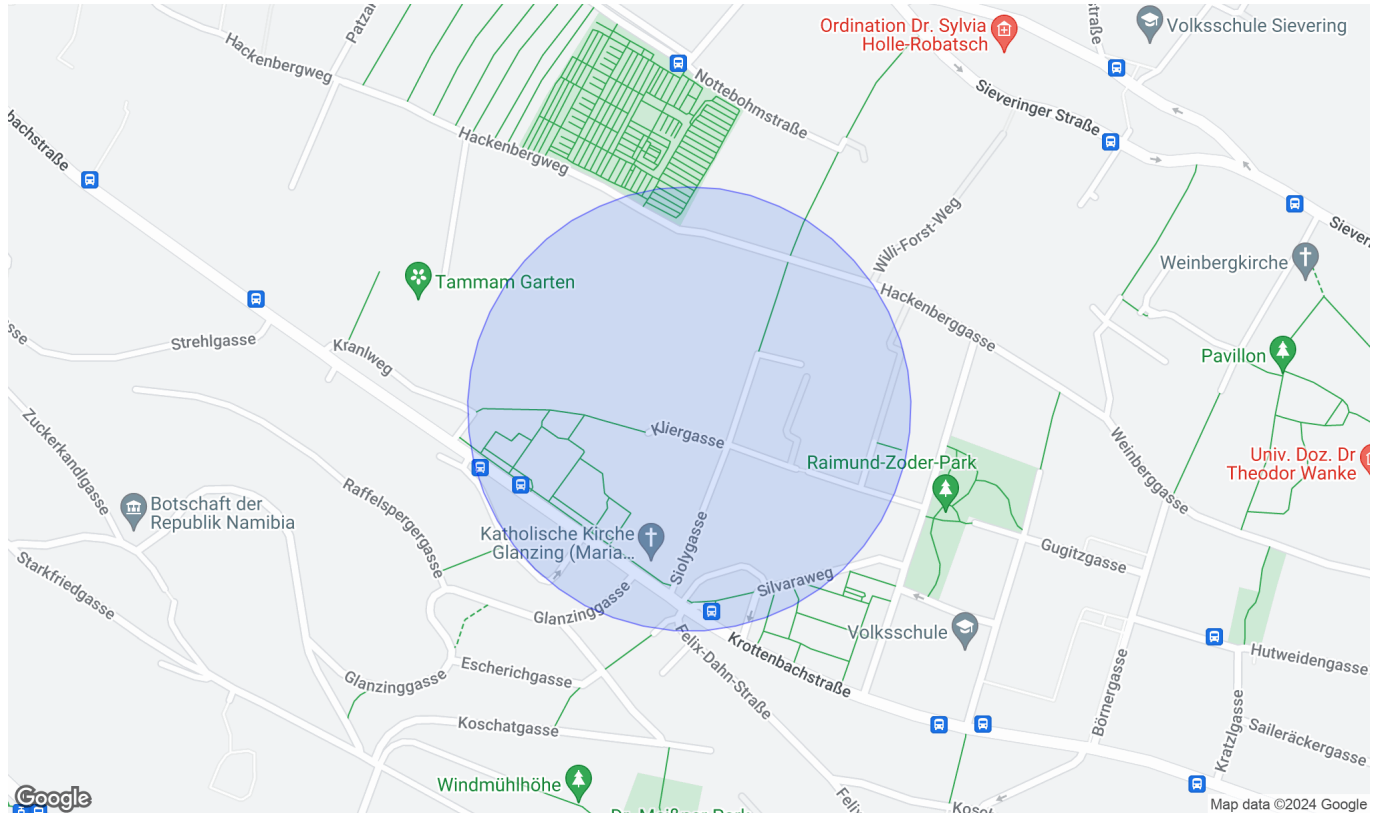 Ordination Dr. Sylvia
Holle-Robatsch
Volksschule Sievering
Hackenbergweg
Nottebohmstraße
Sieveringer Straße
Hackenbergweg
bachstraße
Willi-Forst-Weg
Weinbergkirche
Tammam Garten
Hackenberggasse
Strehlgasse
Kranlweg
Pavillon
Zuckerkandlgasse
Kliergasse
Raimund-Zoder-Park
Weinberggasse
Univ. Doz. Dr
Theodor Wanke
Botschaft der
Republik Namibia
Raffelspergergasse
Katholische Kirche
Glanzing (Maria...
Siolygasse
Gugitzgasse
Starkfriedgasse
Silvaraweg
Glanzinggasse
Volksschule
Felix-Dahn-Straße
Krottenbachstraße
Hutweidengasse
Escherichgasse
Glanzinggasse
Börnergasse
Kratzlgasse
Saileräckergasse
Koschatgasse
Windmühlhöhe
Google
Map data ©2024 Google